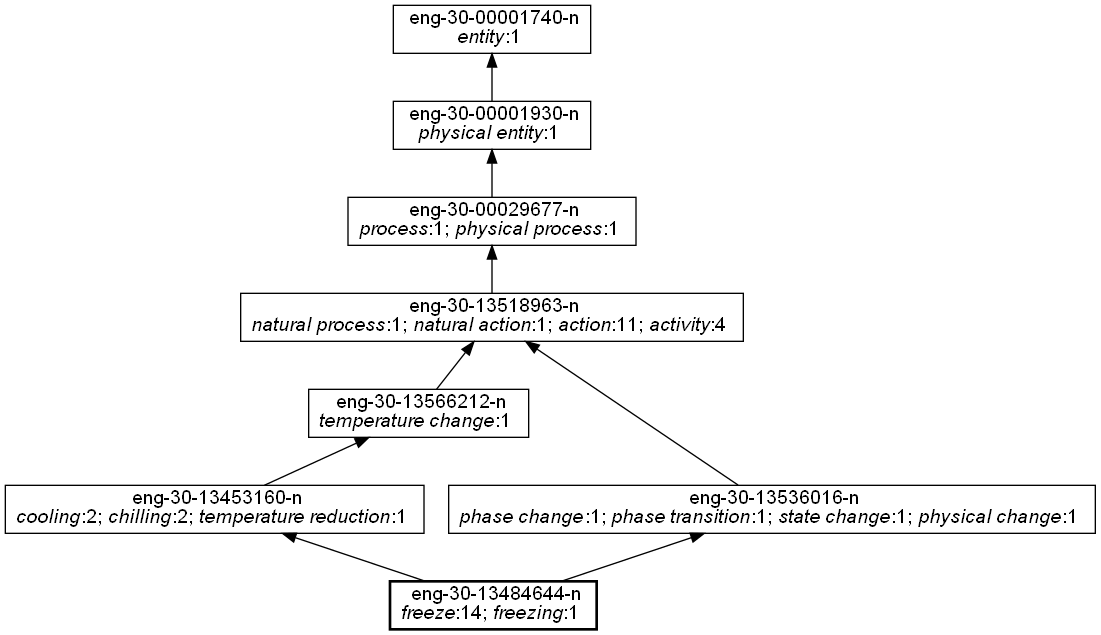 eng-30-00001740-n
entity:1
eng-30-00001930-n
physical entity:1
eng-30-00029677-n
process:1; physical process:1
eng-30-13518963-n
natural process:1; natural action:1; action:11; activity:4
eng-30-13566212-n
temperature change:1
eng-30-13453160-n
cooling:2; chilling:2; temperature reduction:1
eng-30-13536016-n
phase change:1; phase transition:1; state change:1; physical change:1
eng-30-13484644-n
freeze:14; freezing:1